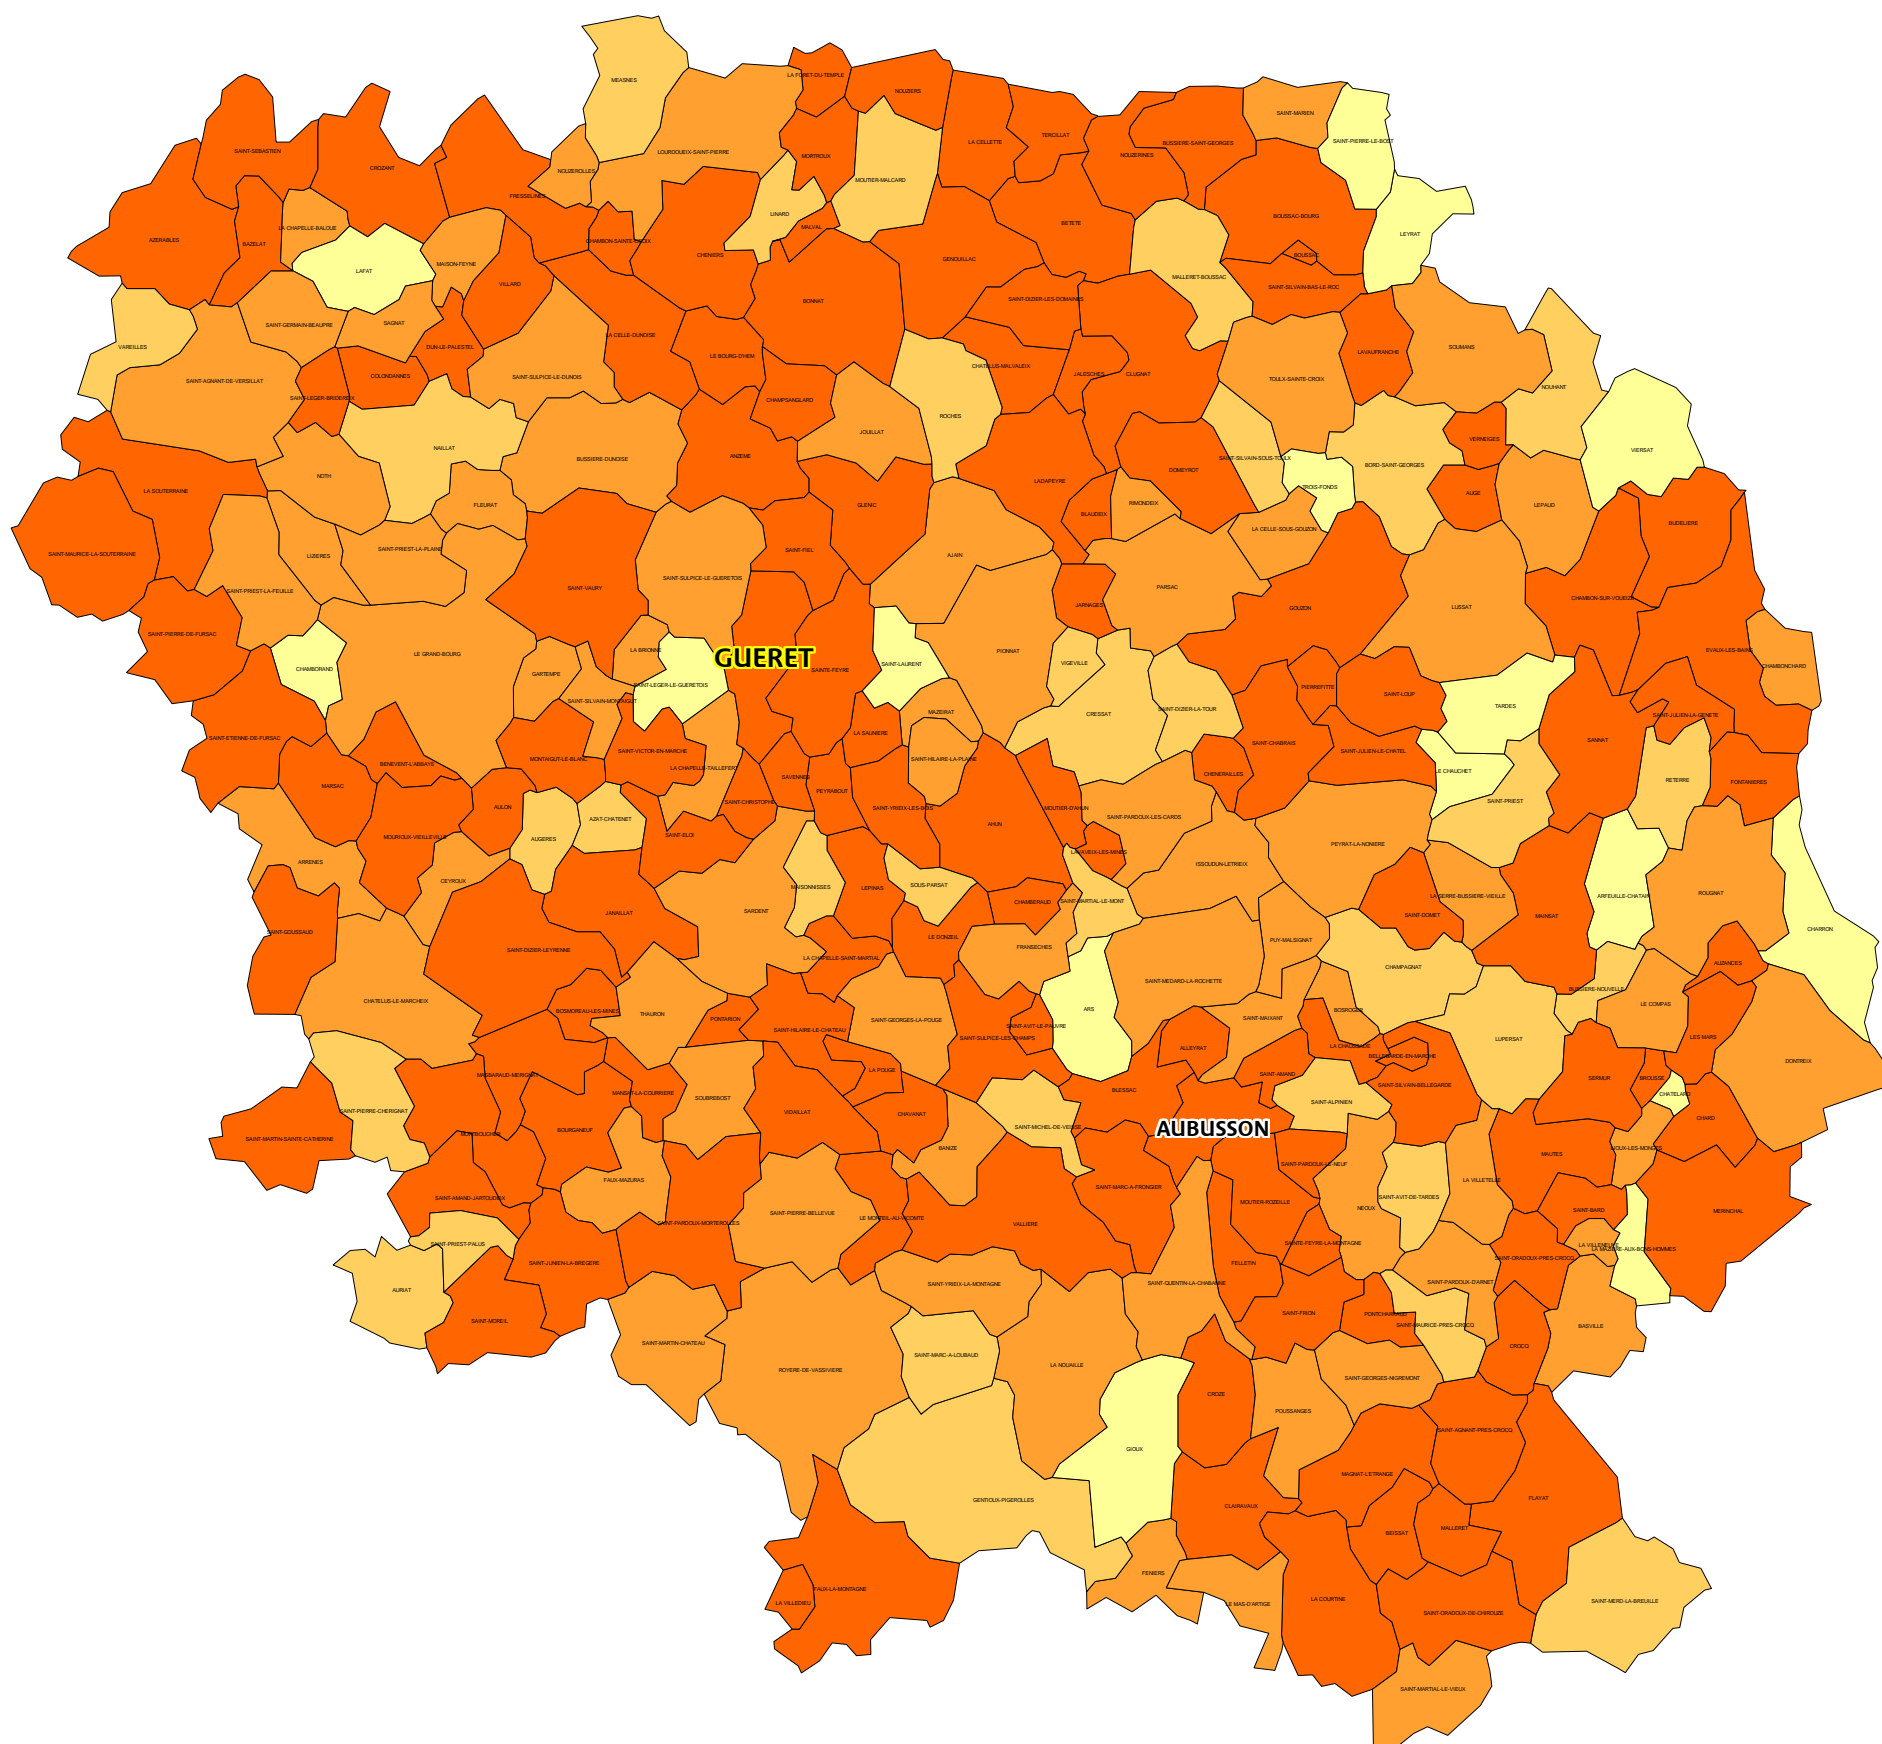 MEASNES
LA FORET-DU-TEMPLE
NOUZIERS
SAINT-MARIEN
SAINT-PIERRE-LE-BOST
TERCILLAT
LA CELLETTE
BUSSIERE-SAINT-GEORGES
NOUZERINES
SAINT-SEBASTIEN
LOURDOUEIX-SAINT-PIERRE
MORTROUX
CROZANT
NOUZEROLLES
MOUTIER-MALCARD
FRESSELINES
LINARD
BOUSSAC-BOURG
BETETE
LA CHAPELLE-BALOUE
MALVAL
LEYRAT
AZERABLES
BAZELAT
CHAMBON-SAINTE-CROIX
CHENIERS
BOUSSAC
GENOUILLAC
MAISON-FEYNE
LAFAT
MALLERET-BOUSSAC
VILLARD
SAINT-SILVAIN-BAS-LE-ROC
BONNAT
SAINT-DIZIER-LES-DOMAINES
SAINT-GERMAIN-BEAUPRE
SAGNAT
LA CELLE-DUNOISE
VAREILLES
DUN-LE-PALESTEL
SOUMANS
LE BOURG-D'HEM
LAVAUFRANCHE
CHATELUS-MALVALEIX
COLONDANNES
SAINT-SULPICE-LE-DUNOIS
JALESCHES
CLUGNAT
SAINT-AGNANT-DE-VERSILLAT
TOULX-SAINTE-CROIX
NOUHANT
SAINT-LEGER-BRIDEREIX
CHAMPSANGLARD
ROCHES
JOUILLAT
VERNEIGES
NAILLAT
VIERSAT
ANZEME
BUSSIERE-DUNOISE
SAINT-SILVAIN-SOUS-TOULX
BORD-SAINT-GEORGES
DOMEYROT
NOTH
LADAPEYRE
TROIS-FONDS
LA SOUTERRAINE
AUGE
FLEURAT
GLENIC
RIMONDEIX
LEPAUD
BLAUDEIX
BUDELIERE
LA CELLE-SOUS-GOUZON
SAINT-MAURICE-LA-SOUTERRAINE
LIZIERES
SAINT-PRIEST-LA-PLAINE
SAINT-FIEL
AJAIN
SAINT-SULPICE-LE-GUERETOIS
SAINT-VAURY
PARSAC
SAINT-PRIEST-LA-FEUILLE
CHAMBON-SUR-VOUEIZE
JARNAGES
GOUZON
LUSSAT
SAINT-PIERRE-DE-FURSAC
LE GRAND-BOURG
LA BRIONNE
GUERET
PIONNAT
EVAUX-LES-BAINS
CHAMBORAND
SAINTE-FEYRE
SAINT-LAURENT
VIGEVILLE
CHAMBONCHARD
GARTEMPE
SAINT-LEGER-LE-GUERETOIS
PIERREFITTE
SAINT-LOUP
SAINT-SILVAIN-MONTAIGUT
TARDES
MAZEIRAT
CRESSAT
SAINT-DIZIER-LA-TOUR
SAINT-JULIEN-LA-GENETE
SAINT-ETIENNE-DE-FURSAC
LA SAUNIERE
SANNAT
SAINT-CHABRAIS
SAINT-VICTOR-EN-MARCHE
SAINT-JULIEN-LE-CHATEL
MONTAIGUT-LE-BLANC
SAINT-HILAIRE-LA-PLAINE
BENEVENT-L'ABBAYE
LA CHAPELLE-TAILLEFERT
CHENERAILLES
LE CHAUCHET
SAVENNES
RETERRE
FONTANIERES
MARSAC
PEYRABOUT
SAINT-CHRISTOPHE
SAINT-PRIEST
AULON
SAINT-YRIEIX-LES-BOIS
MOUTIER-D'AHUN
AZAT-CHATENET
SAINT-PARDOUX-LES-CARDS
AHUN
MOURIOUX-VIEILLEVILLE
SAINT-ELOI
AUGERES
PEYRAT-LA-NONIERE
LAVAVEIX-LES-MINES
ARRENES
ISSOUDUN-LETRIEIX
CEYROUX
MAISONNISSES
LEPINAS
SOUS-PARSAT
ROUGNAT
LA SERRE-BUSSIERE-VIEILLE
ARFEUILLE-CHATAIN
CHAMBERAUD
SAINT-MARTIAL-LE-MONT
SARDENT
JANAILLAT
SAINT-DOMET
MAINSAT
CHARRON
SAINT-GOUSSAUD
LE DONZEIL
PUY-MALSIGNAT
FRANSECHES
SAINT-DIZIER-LEYRENNE
LA CHAPELLE-SAINT-MARTIAL
AUZANCES
CHAMPAGNAT
SAINT-MEDARD-LA-ROCHETTE
BUSSIERE-NOUVELLE
CHATELUS-LE-MARCHEIX
LE COMPAS
BOSMOREAU-LES-MINES
ARS
BOSROGER
THAURON
PONTARION
SAINT-GEORGES-LA-POUGE
SAINT-MAIXANT
SAINT-AVIT-LE-PAUVRE
SAINT-HILAIRE-LE-CHATEAU
SAINT-SULPICE-LES-CHAMPS
LUPERSAT
LES MARS
LA CHAUSSADE
ALLEYRAT
BELLEGARDE-EN-MARCHE
DONTREIX
LA POUGE
MASBARAUD-MERIGNAT
SAINT-AMAND
SERMUR
BROUSSE
SAINT-SILVAIN-BELLEGARDE
BLESSAC
MANSAT-LA-COURRIERE
CHATELARD
SOUBREBOST
SAINT-ALPINIEN
SAINT-PIERRE-CHERIGNAT
VIDAILLAT
CHAVANAT
CHARD
SAINT-MICHEL-DE-VEISSE
AUBUSSON
BOURGANEUF
MONTBOUCHER
SAINT-MARTIN-SAINTE-CATHERINE
BANIZE
LIOUX-LES-MONGES
MAUTES
SAINT-PARDOUX-LE-NEUF
FAUX-MAZURAS
LA VILLETELLE
SAINT-MARC-A-FRONGIER
SAINT-AMAND-JARTOUDEIX
SAINT-AVIT-DE-TARDES
MOUTIER-ROZEILLE
NEOUX
SAINT-BARD
MERINCHAL
SAINT-PIERRE-BELLEVUE
LE MONTEIL-AU-VICOMTE
SAINT-PARDOUX-MORTEROLLES
VALLIERE
SAINT-PRIEST-PALUS
SAINTE-FEYRE-LA-MONTAGNE
LA VILLENEUVE
LA MAZIERE-AUX-BONS-HOMMES
SAINT-ORADOUX-PRES-CROCQ
SAINT-JUNIEN-LA-BREGERE
FELLETIN
SAINT-YRIEIX-LA-MONTAGNE
SAINT-QUENTIN-LA-CHABANNE
SAINT-PARDOUX-D'ARNET
AURIAT
SAINT-FRION
PONTCHARRAUD
SAINT-MOREIL
SAINT-MAURICE-PRES-CROCQ
BASVILLE
SAINT-MARTIN-CHATEAU
CROCQ
SAINT-MARC-A-LOUBAUD
LA NOUAILLE
ROYERE-DE-VASSIVIERE
SAINT-GEORGES-NIGREMONT
CROZE
POUSSANGES
SAINT-AGNANT-PRES-CROCQ
GIOUX
MAGNAT-L'ETRANGE
GENTIOUX-PIGEROLLES
FLAYAT
CLAIRAVAUX
MALLERET
BEISSAT
FENIERS
FAUX-LA-MONTAGNE
LA VILLEDIEU
LE MAS-D'ARTIGE
LA COURTINE
SAINT-MERD-LA-BREUILLE
SAINT-ORADOUX-DE-CHIROUZE
SAINT-MARTIAL-LE-VIEUX